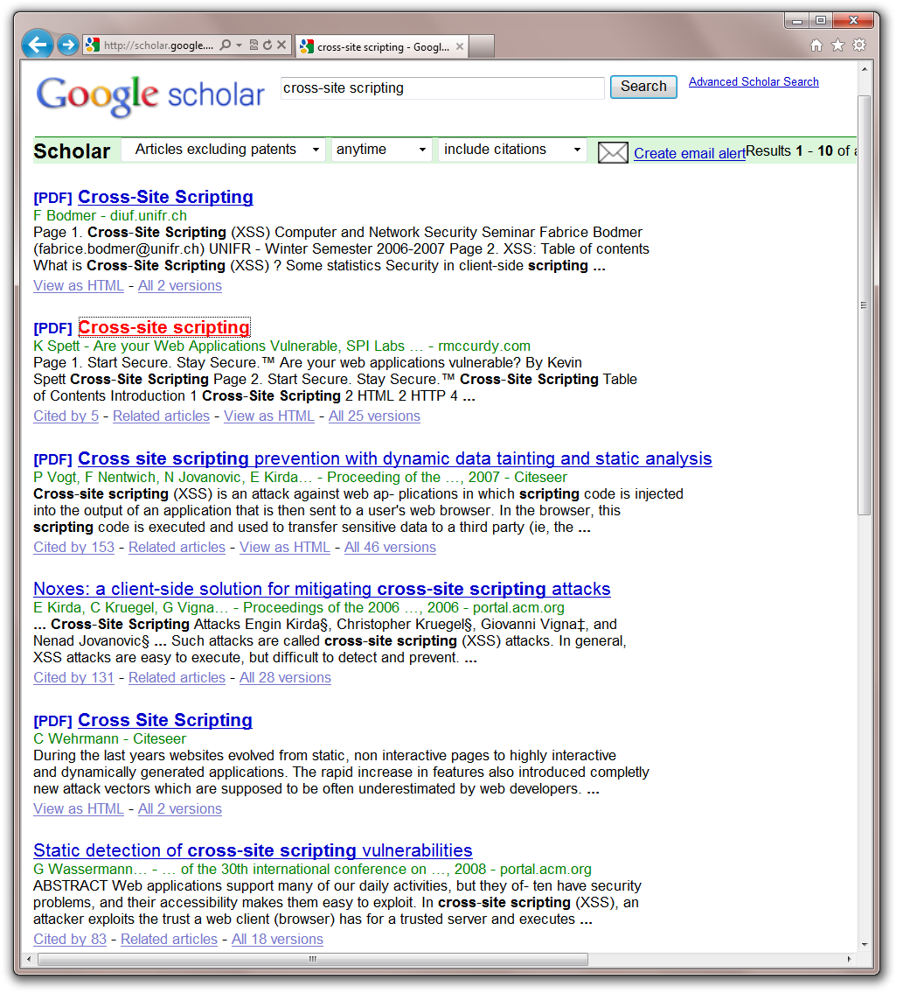 http://scholar.google....
cross-site scripting - Googl...
Google scholar
cross-site scripting
Search
Advanced Scholar Search
Scholar
Articles excluding patents
anytime
include citations
Create email alert
Results 1 - 10 of
[PDF] Cross-Site Scripting
F Bodmer - diuf.unifr.ch
Page 1. Cross-Site Scripting (XSS) Computer and Network Security Seminar Fabrice Bodmer
(fabrice.bodmer@unifr.ch) UNIFR - Winter Semester 2006-2007 Page 2. XSS: Table of contents
What is Cross-Site Scripting (XSS) ? Some statistics Security in client-side scripting ...
View as HTML - All 2 versions
[PDF] Cross-site scripting
K Spett - Are your Web Applications Vulnerable, SPI Labs … - rmccurdy.com
Page 1. Start Secure. Stay Secure.™ Are your web applications vulnerable? By Kevin
Spett Cross-Site Scripting Page 2. Start Secure. Stay Secure.™ Cross-Site Scripting Table
of Contents Introduction 1 Cross-Site Scripting 2 HTML 2 HTTP 4 ...
Cited by 5 - Related articles - View as HTML - All 25 versions
[PDF] Cross site scripting prevention with dynamic data tainting and static analysis
P Vogt, F Nentwich, N Jovanovic, E Kirda… - Proceeding of the …, 2007 - Citeseer
Cross-site scripting (XSS) is an attack against web ap- plications in which scripting code is injected
into the output of an application that is then sent to a user's web browser. In the browser, this
scripting code is executed and used to transfer sensitive data to a third party (ie, the ...
Cited by 153 - Related articles - View as HTML - All 46 versions
Noxes: a client-side solution for mitigating cross-site scripting attacks
E Kirda, C Kruegel, G Vigna… - Proceedings of the 2006 …, 2006 - portal.acm.org
... Cross-Site Scripting Attacks Engin Kirda§, Christopher Kruegel§, Giovanni Vigna‡, and
Nenad Jovanovic§ ... Such attacks are called cross-site scripting (XSS) attacks. In general,
XSS attacks are easy to execute, but difficult to detect and prevent. ...
Cited by 131 - Related articles - All 28 versions
[PDF] Cross Site Scripting
C Wehrmann - Citeseer
During the last years websites evolved from static, non interactive pages to highly interactive
and dynamically generated applications. The rapid increase in features also introduced completly
new attack vectors which are supposed to be often underestimated by web developers. ...
View as HTML - All 2 versions
Static detection of cross-site scripting vulnerabilities
G Wassermann… - … of the 30th international conference on …, 2008 - portal.acm.org
ABSTRACT Web applications support many of our daily activities, but they of- ten have security
problems, and their accessibility makes them easy to exploit. In cross-site scripting (XSS), an
attacker exploits the trust a web client (browser) has for a trusted server and executes ...
Cited by 83 - Related articles - All 18 versions